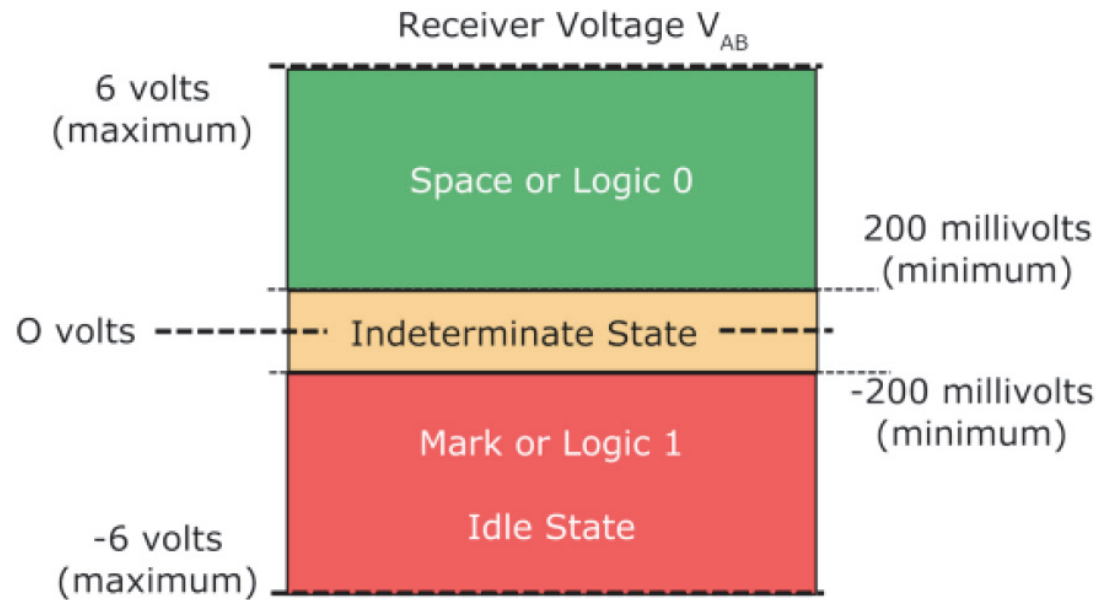 Receiver Voltage VAB
6 volts
(maximum)
Space or Logic 0
200 millivolts
(minimum)
O volts
Indeterminate State
-200 millivolts
(minimum)
Mark or Logic 1
Idle State
-6 volts
(maximum)